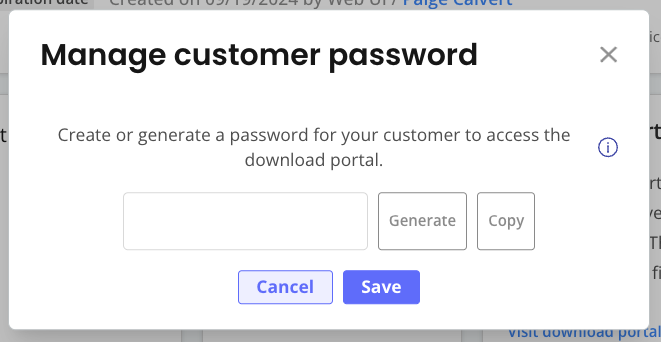 piration date
Created on 09/19/2024 by Web UI / Paige Calvert
Manage customer password
Create or generate a password for your customer to access the
download portal.
Generate
Copy
Cancel
Save
Visit download portal